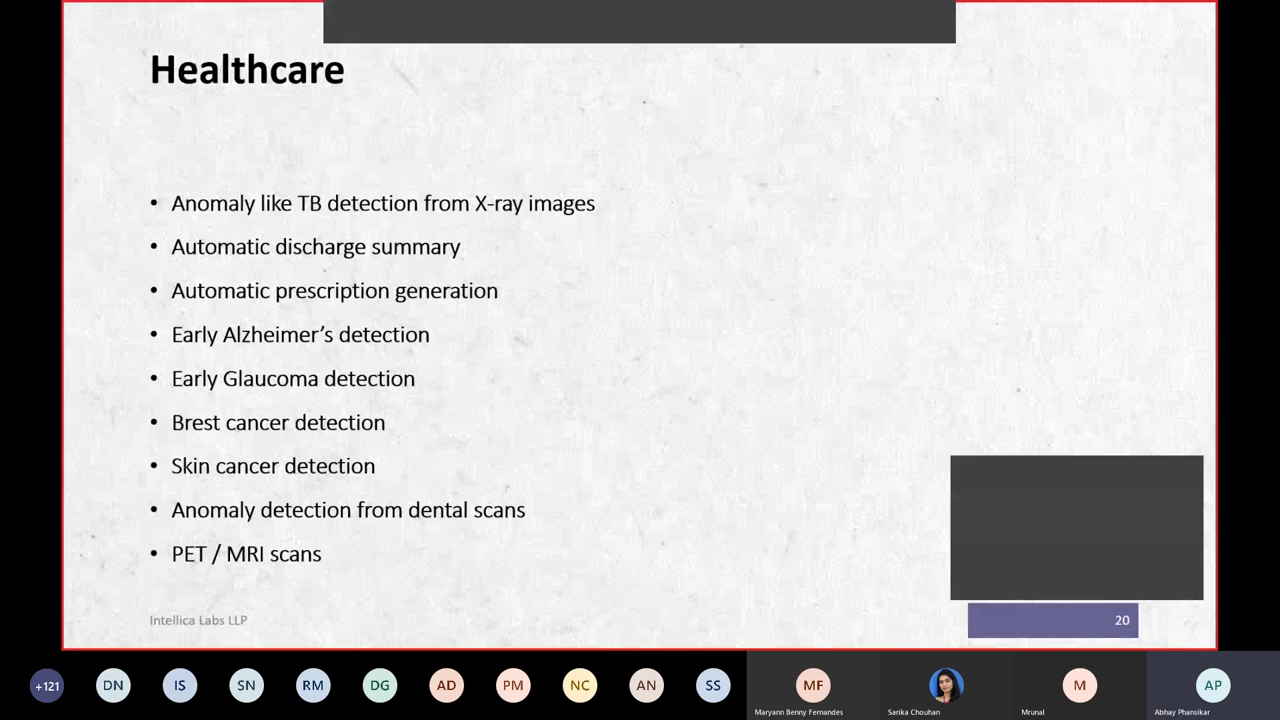 Healthcare
• Anomaly like TB detection from X-ray images
• Automatic discharge summary
• Automatic prescription generation
• Early Alzheimer’s detection
• Early Glaucoma detection
• Brest cancer detection
• Skin cancer detection
• Anomaly detection from dental scans
• PET / MRI scans
Intellica Labs LLP
20
+121
DN
IS
SN
RM
DG
AD
PM
NC
AN
SS
MF
M
AP
Maryann Benny Fernandes
Sarika Chouhan
Mrunal
Abhay Phansikar